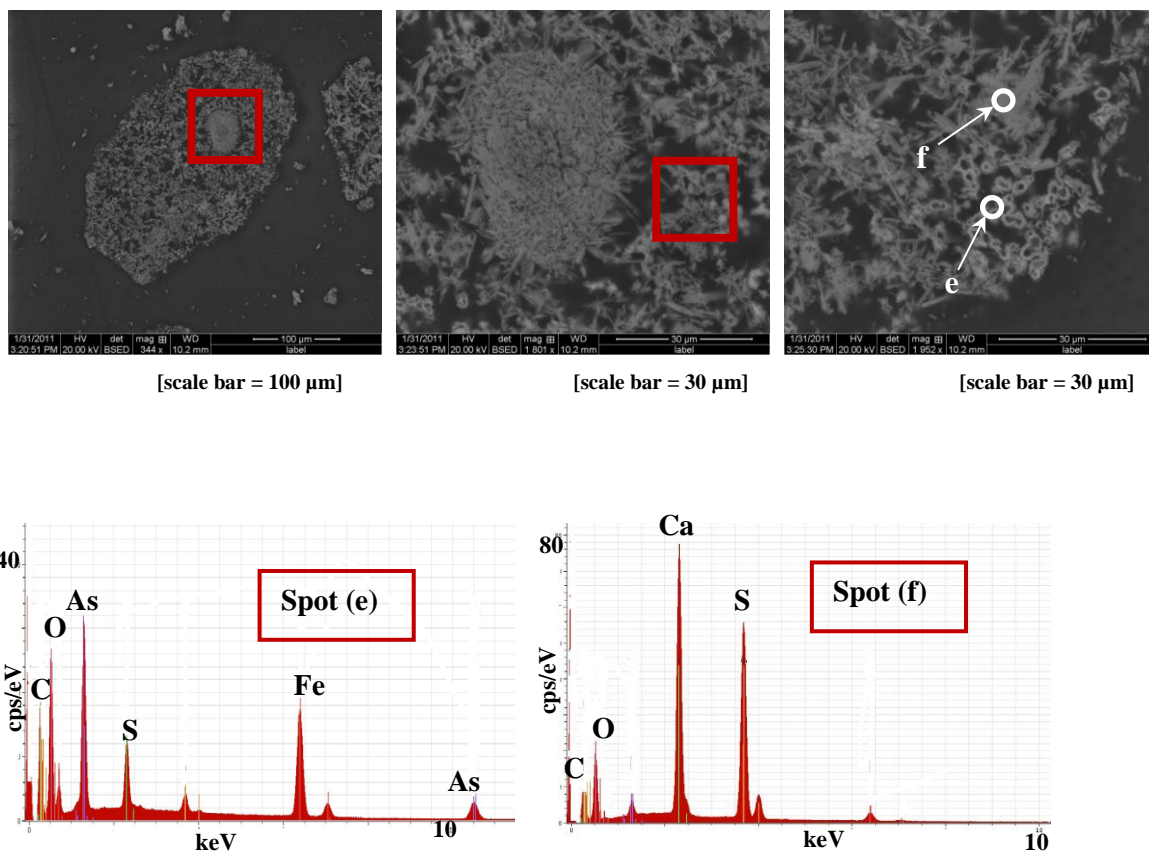 f
e
1/31/2011 HV det mag ⊞ WD 100 µm
3:20:51 PM 20.00 kV BSED 344 x 10.2 mm label
1/31/2011 HV det mag ⊞ WD 30 µm
3:23:51 PM 20.00 kV BSED 1 801 x 10.2 mm label
1/31/2011 HV det mag ⊞ WD 30 µm
3:25:30 PM 20.00 kV BSED 1 952 x 10.2 mm label
[scale bar = 100 µm]
[scale bar = 30 µm]
[scale bar = 30 µm]
40
cps/eV
C
O
As
S
Spot (e)
Fe
As
0
10
keV
80
cps/eV
C
O
Ca
S
Spot (f)
0
10
keV
10